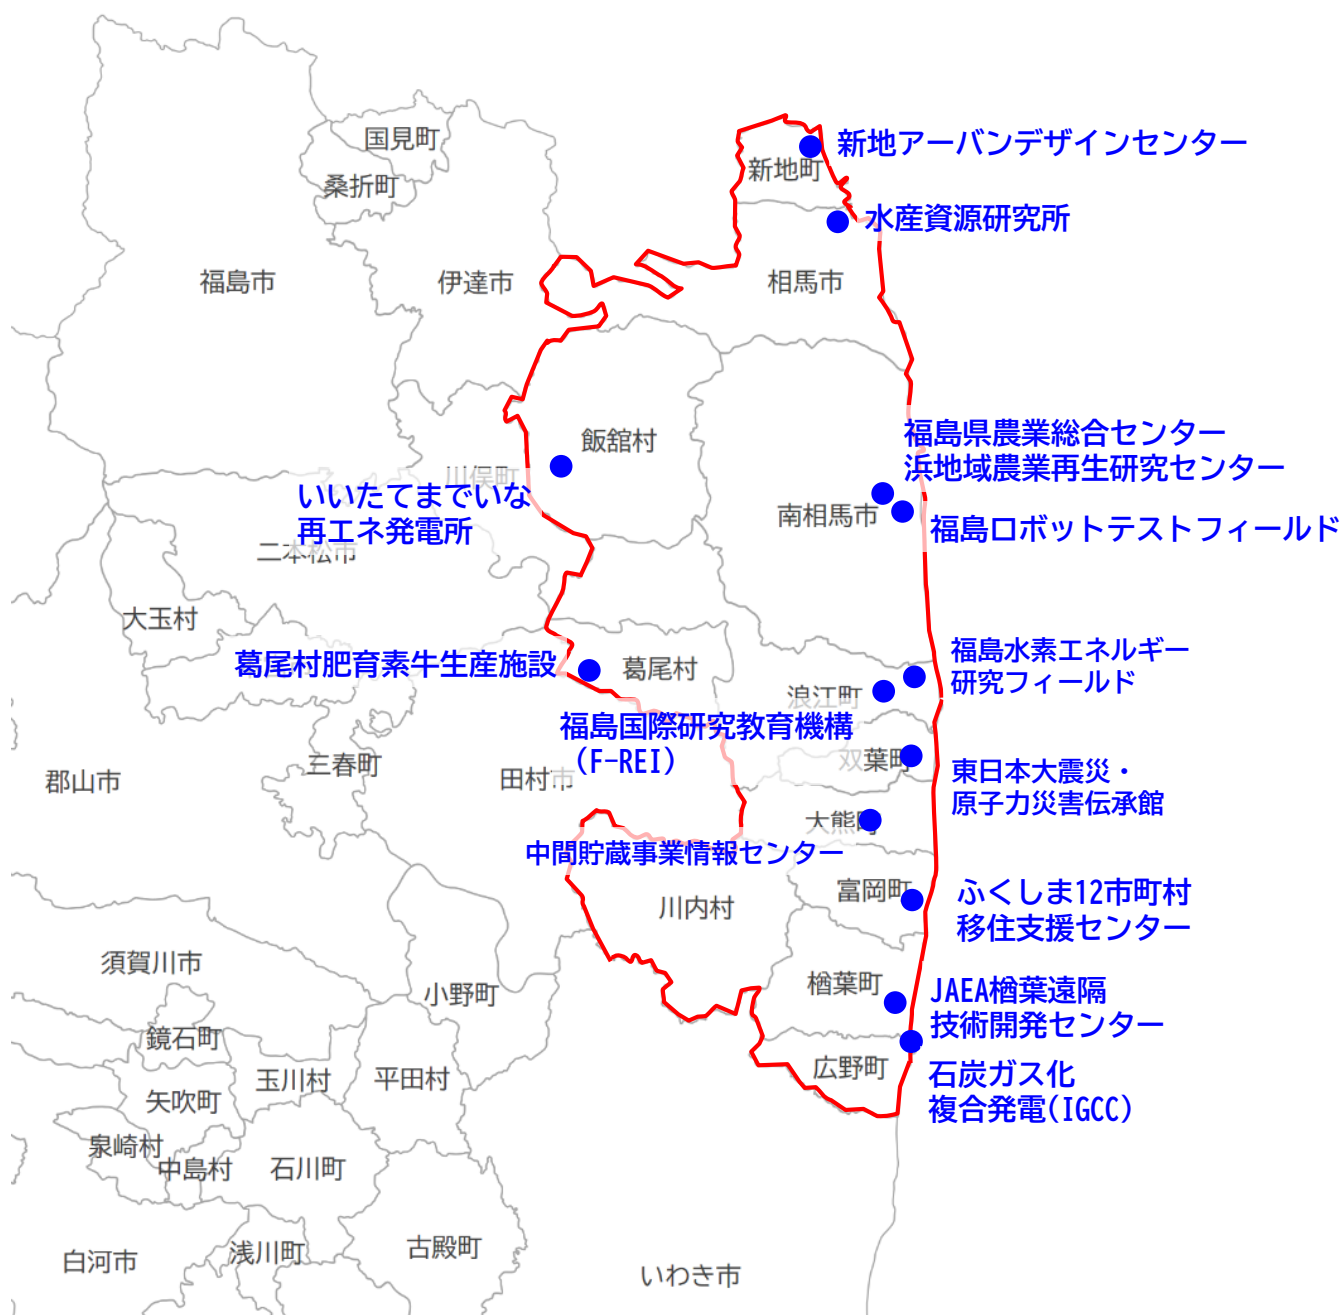 国見町
新地アーバンデザインセンター
新地町
桑折町
水産資源研究所
福島市
伊達市
相馬市
飯舘村
福島県農業総合センター
浜地域農業再生研究センター
川俣町
いいたてまでいな
再エネ発電所
南相馬市
福島ロボットテストフィールド
二本松市
大玉村
葛尾村肥育素牛生産施設
葛尾村
福島水素エネルギー
研究フィールド
浪江町
福島国際研究教育機構
(F-REI)
双葉町
三春町
田村市
郡山市
東日本大震災・
原子力災害伝承館
大熊町
中間貯蔵事業情報センター
富岡町
ふくしま12市町村
移住支援センター
川内村
須賀川市
小野町
楢葉町
JAEA楢葉遠隔
技術開発センター
鏡石町
玉川村
平田村
広野町
石炭ガス化
複合発電(IGCC)
矢吹町
泉崎村
中島村
石川町
浅川町
古殿町
白河市
いわき市